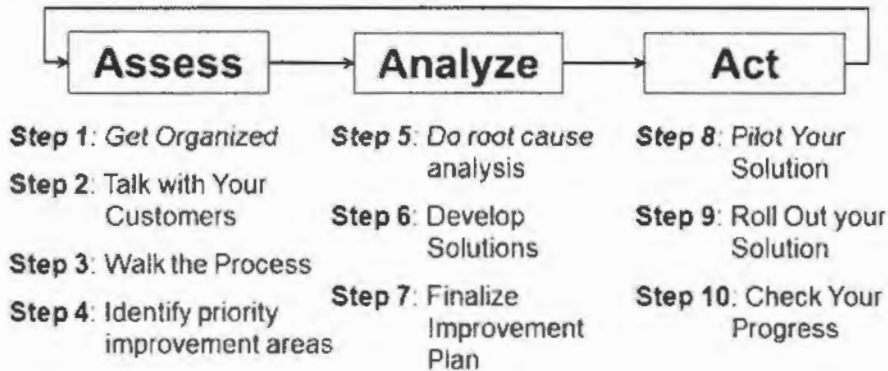 Assess
Analyze
Act
Step 1: Get Organized
Step 2: Talk with Your
Customers
Step 3: Walk the Process
Step 4: Identify priority
improvement areas
Step 5: Do root cause
analysis
Step 6: Develop
Solutions
Step 7: Finalize
Improvement
Plan
Step 8: Pilot Your
Solution
Step 9: Roll Out your
Solution
Step 10: Check Your
Progress